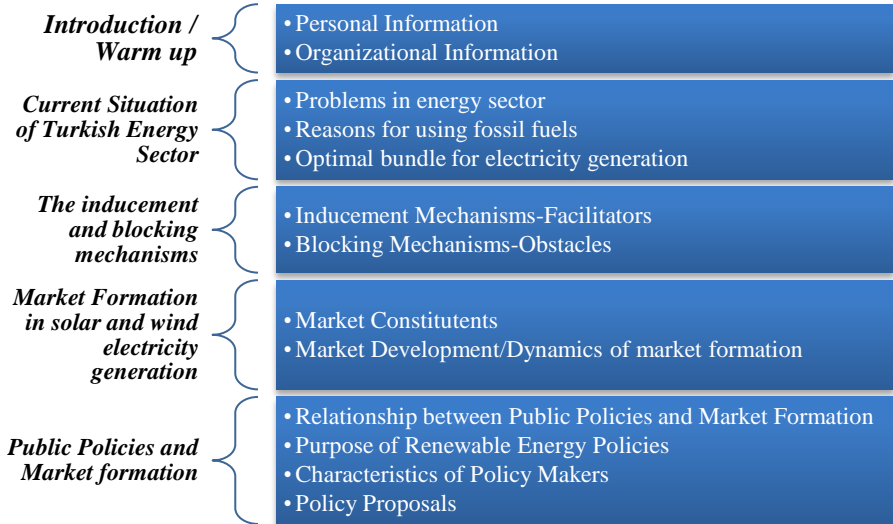 Introduction /
Warm up
• Personal Information
• Organizational Information
Current Situation
of Turkish Energy
Sector
• Problems in energy sector
• Reasons for using fossil fuels
• Optimal bundle for electricity generation
The inducement
and blocking
mechanisms
• Inducement Mechanisms-Facilitators
• Blocking Mechanisms-Obstacles
Market Formation
in solar and wind
electricity
generation
• Market Constitutents
• Market Development/Dynamics of market formation
Public Policies and
Market formation
• Relationship between Public Policies and Market Formation
• Purpose of Renewable Energy Policies
• Characteristics of Policy Makers
• Policy Proposals